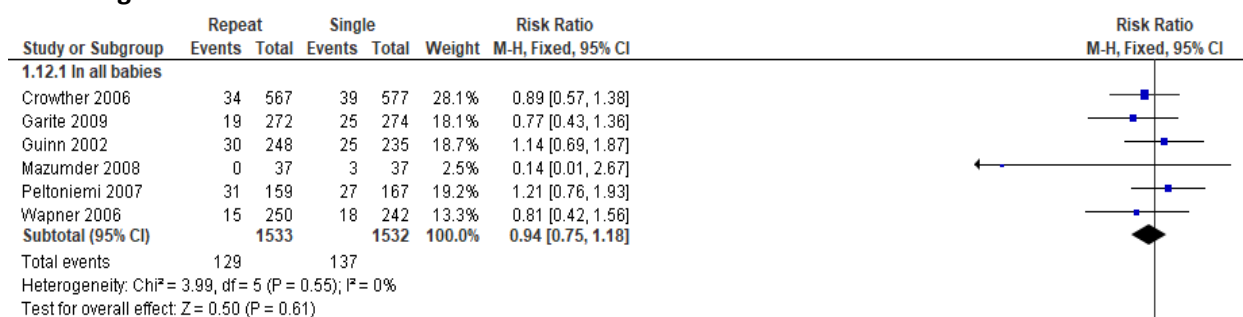 Repeat Single Risk Ratio Risk Ratio
Study or Subgroup Events Total Events Total Weight M-H, Fixed, 95% CI M-H, Fixed, 95% CI
1.12.1 In all babies
Crowther 2006 34 567 39 577 28.1% 0.89 [0.57, 1.38]
Garite 2009 19 272 25 274 18.1% 0.77 [0.43, 1.36]
Guinn 2002 30 248 25 235 18.7% 1.14 [0.69, 1.87]
Mazumder 2008 0 37 3 37 2.5% 0.14 [0.01, 2.67]
Peltoniemi 2007 31 159 27 167 19.2% 1.21 [0.76, 1.93]
Wapner 2006 15 250 18 242 13.3% 0.81 [0.42, 1.56]
Subtotal (95% CI) 1533 1532 100.0% 0.94 [0.75, 1.18]
Total events 129 137
Heterogeneity: Chi² = 3.99, df = 5 (P = 0.55); I² = 0%
Test for overall effect: Z = 0.50 (P = 0.61)